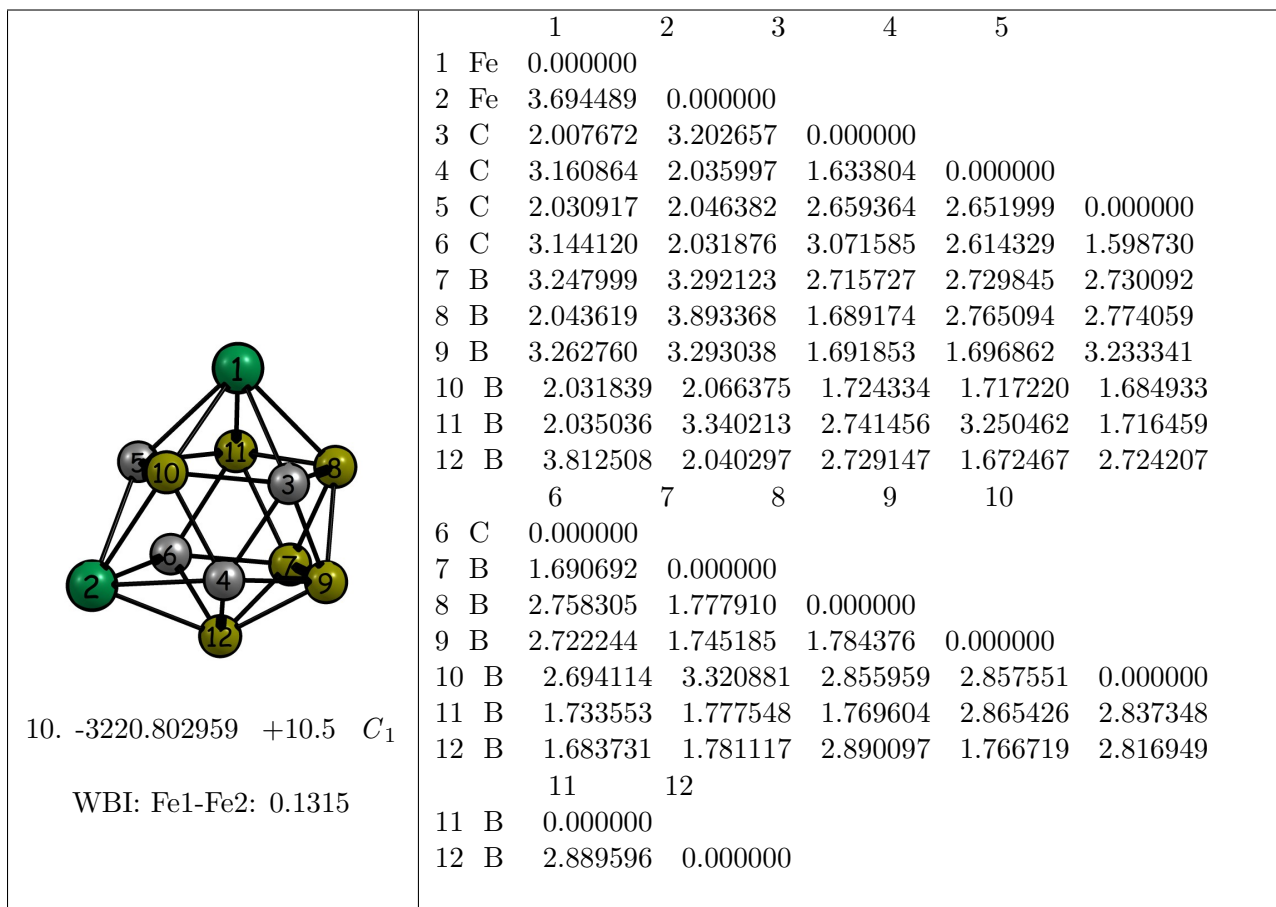 1
11
5
10
8
3
6
7
9
4
2
12
10. -3220.802959 +10.5 C1
WBI: Fe1-Fe2: 0.1315
1 2 3 4 5
1 Fe 0.000000
2 Fe 3.694489 0.000000
3 C 2.007672 3.202657 0.000000
4 C 3.160864 2.035997 1.633804 0.000000
5 C 2.030917 2.046382 2.659364 2.651999 0.000000
6 C 3.144120 2.031876 3.071585 2.614329 1.598730
7 B 3.247999 3.292123 2.715727 2.729845 2.730092
8 B 2.043619 3.893368 1.689174 2.765094 2.774059
9 B 3.262760 3.293038 1.691853 1.696862 3.233341
10 B 2.031839 2.066375 1.724334 1.717220 1.684933
11 B 2.035036 3.340213 2.741456 3.250462 1.716459
12 B 3.812508 2.040297 2.729147 1.672467 2.724207
6 7 8 9 10
6 C 0.000000
7 B 1.690692 0.000000
8 B 2.758305 1.777910 0.000000
9 B 2.722244 1.745185 1.784376 0.000000
10 B 2.694114 3.320881 2.855959 2.857551 0.000000
11 B 1.733553 1.777548 1.769604 2.865426 2.837348
12 B 1.683731 1.781117 2.890097 1.766719 2.816949
11 12
11 B 0.000000
12 B 2.889596 0.000000